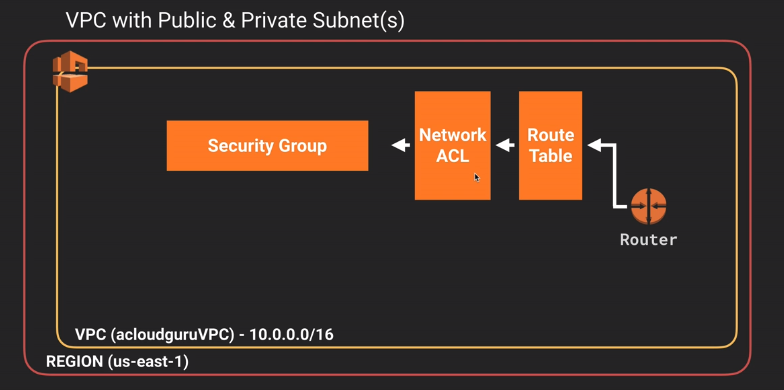 VPC with Public & Private Subnet(s)
Security Group
Network
ACL
Route
Table
Router
VPC (acloudguruVPC) - 10.0.0.0/16
REGION (us-east-1)